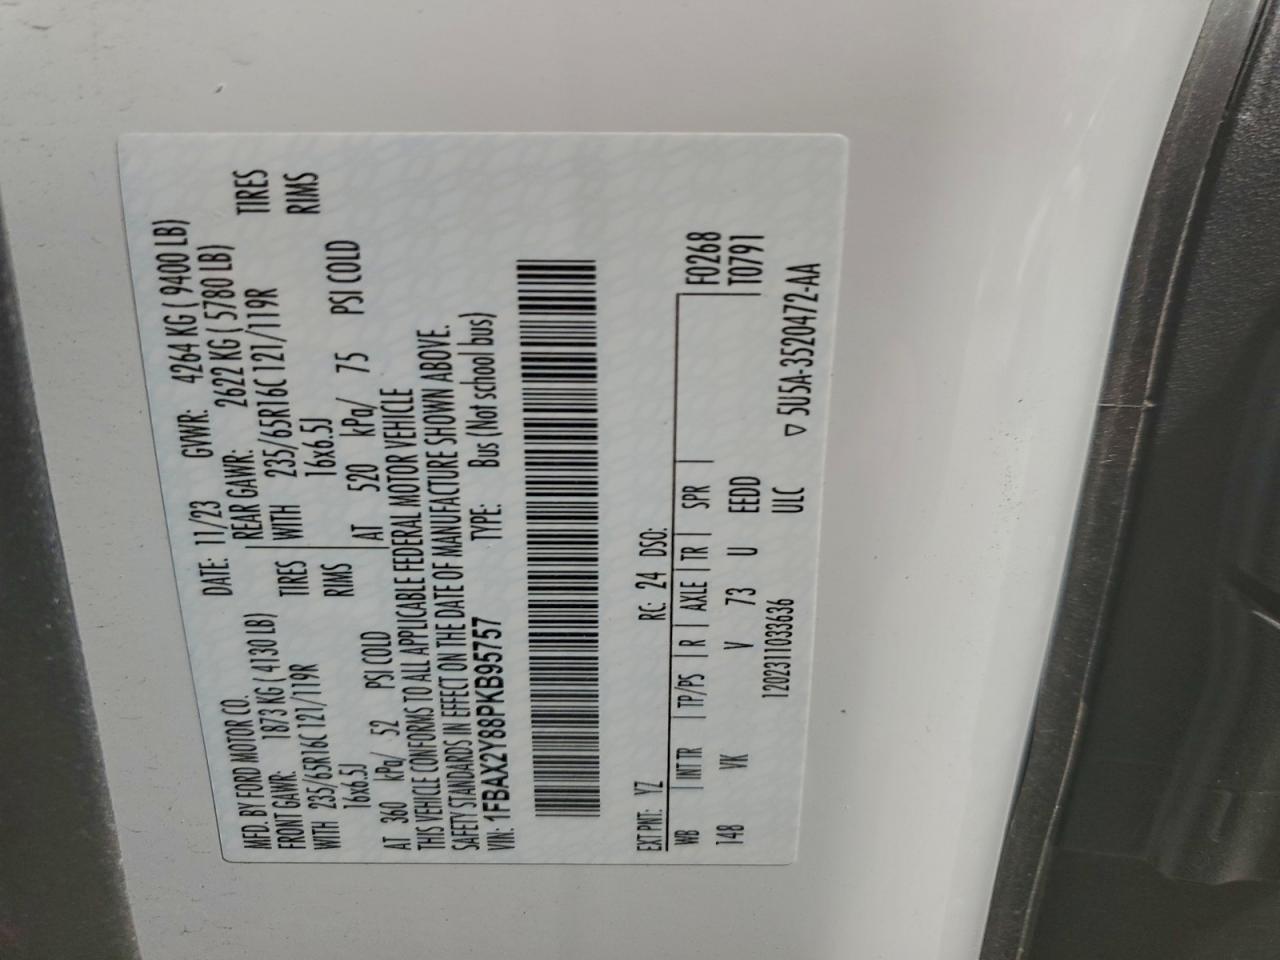 MFD. BY FORD MOTOR CO.
DATE: 11/23 GVWR: 4264 KG ( 9400 LB)
FRONT GAWR: 1873 KG ( 4130 LB) REAR GAWR: 2622 KG ( 5780 LB)
WITH 235/65R16C 121/119R TIRES WITH 235/65R16C 121/119R TIRES
16x6.5J RIMS 16x6.5J RIMS
AT 360 kPa/ 52 PSI COLD AT 520 kPa/ 75 PSI COLD
THIS VEHICLE CONFORMS TO ALL APPLICABLE FEDERAL MOTOR VEHICLE
SAFETY STANDARDS IN EFFECT ON THE DATE OF MANUFACTURE SHOWN ABOVE.
VIN: 1FBAX2Y88PKB95757 TYPE: Bus (Not school bus)
EXT PNT: YZ RC: 24 DSO:
WB INT TR TP/PS R AXLE TR SPR F0268
148 VK V 73 U EEDD T0791
1202311033636 ULC ▽ 5U5A-3520472-AA